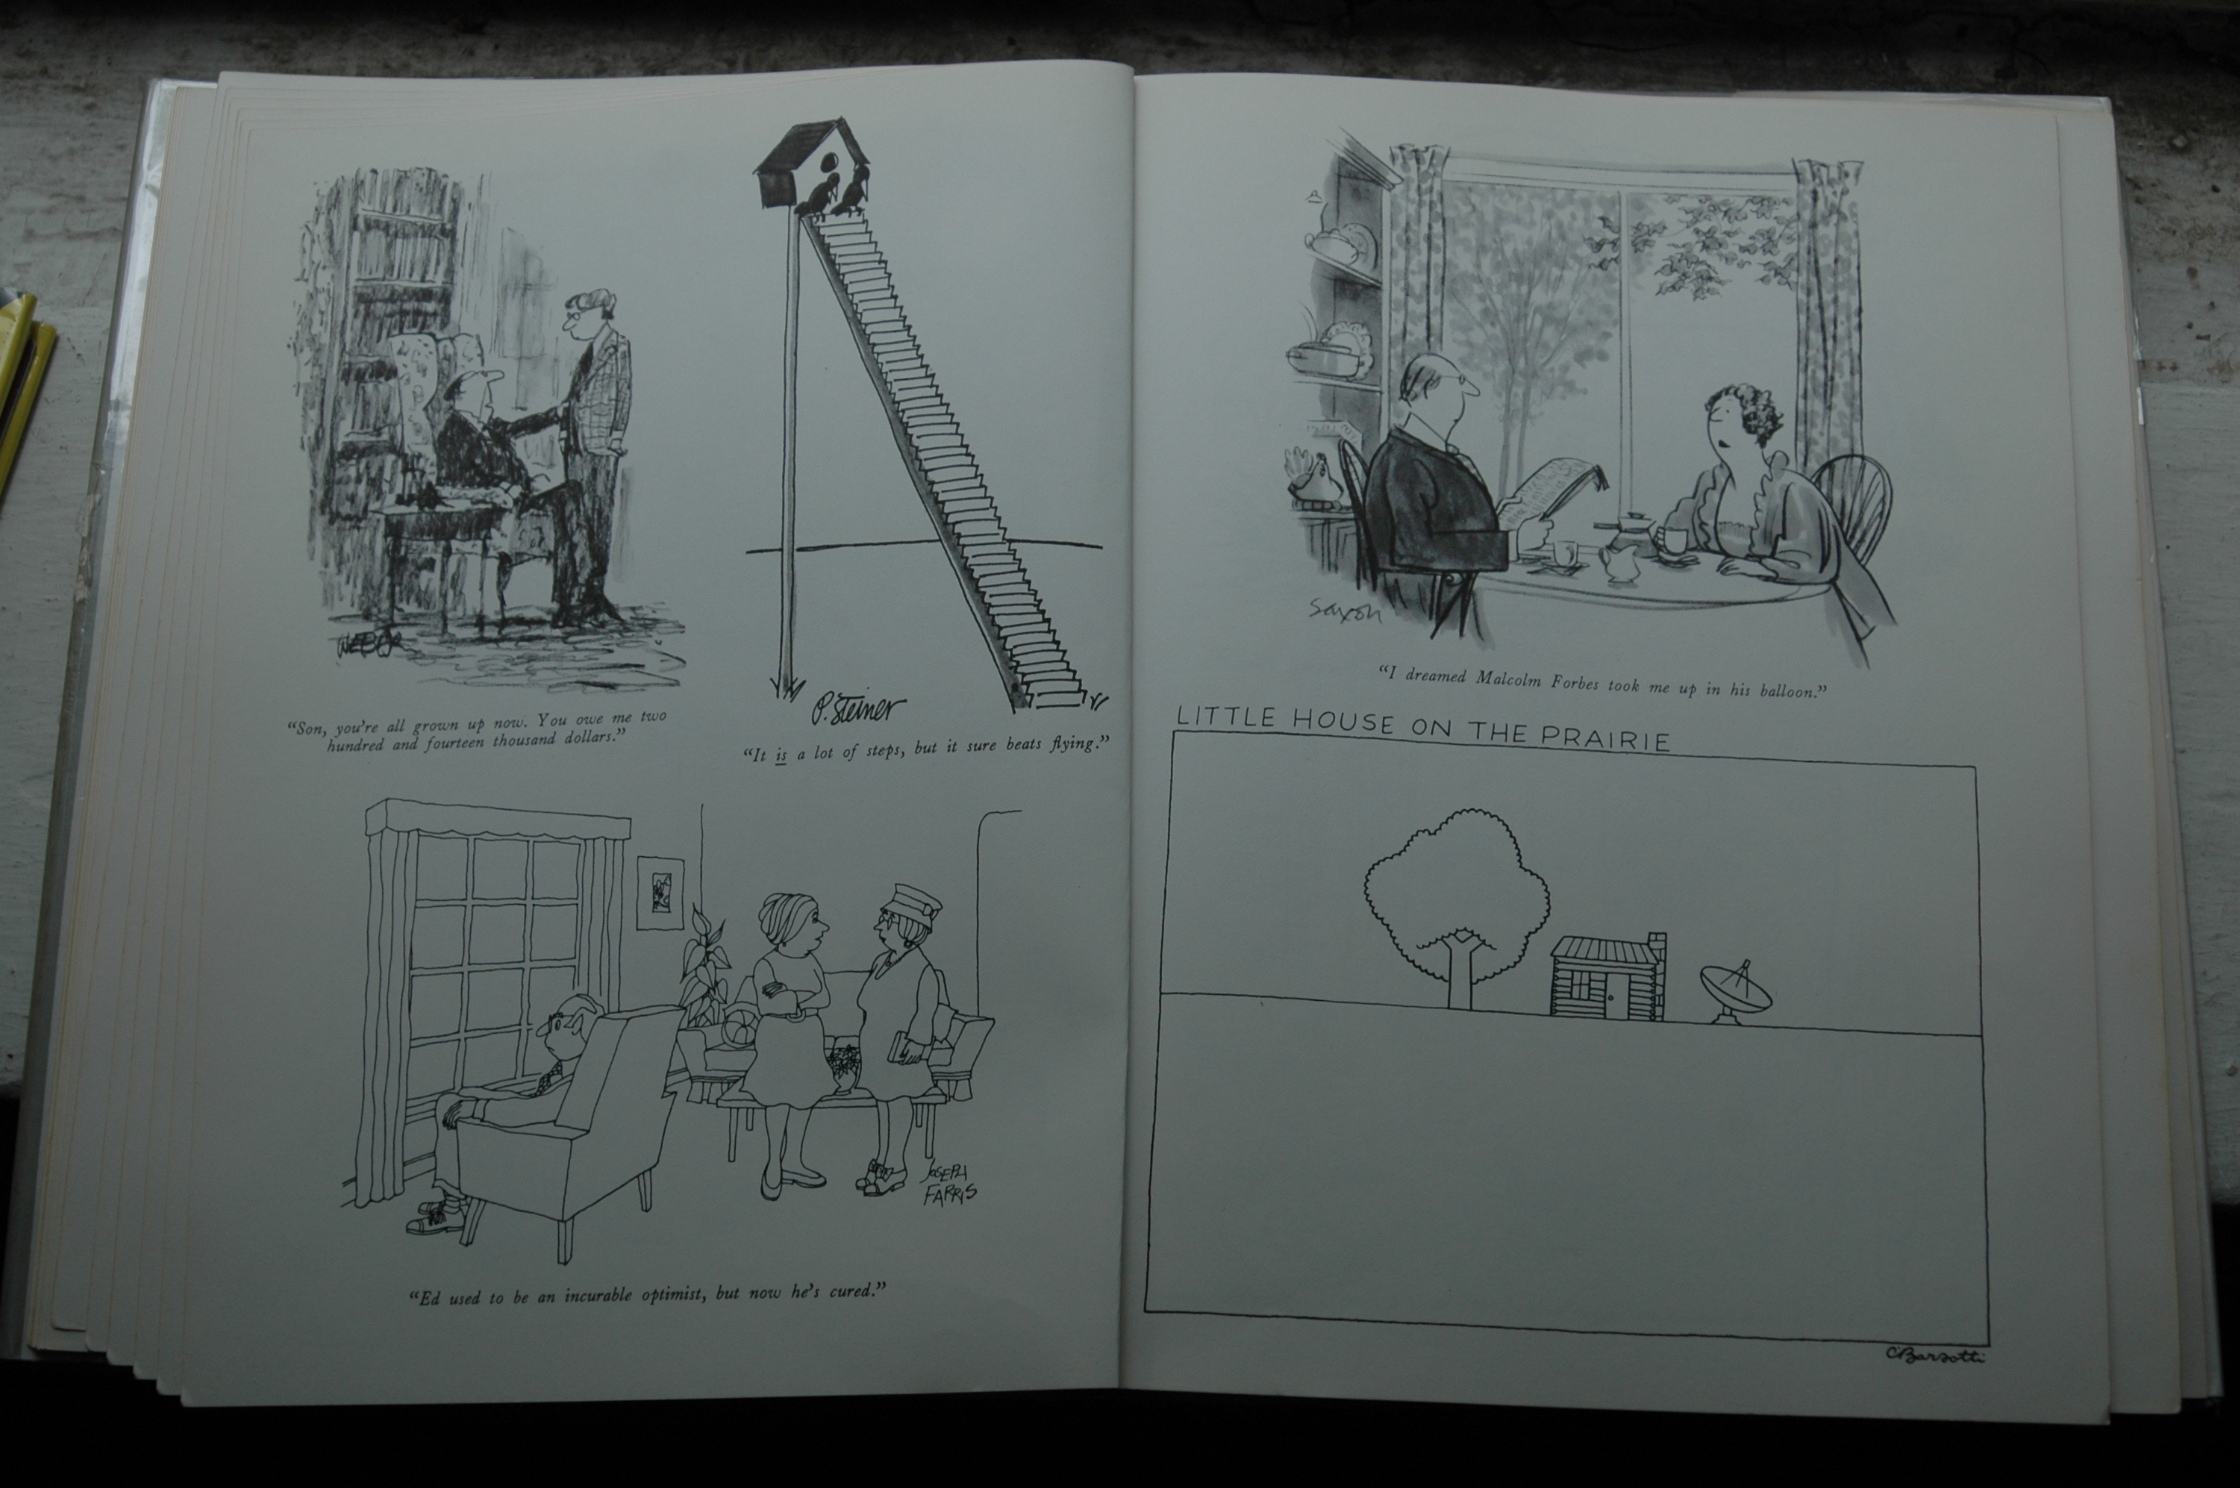 WEBER
“Son, you’re all grown up now. You owe me two
hundred and fourteen thousand dollars.”
P. Steiner
“It is a lot of steps, but it sure beats flying.”
JOSEPH
FARRIS
“Ed used to be an incurable optimist, but now he’s cured.”
saxon
“I dreamed Malcolm Forbes took me up in his balloon.”
LITTLE HOUSE ON THE PRAIRIE
C. Barsotti